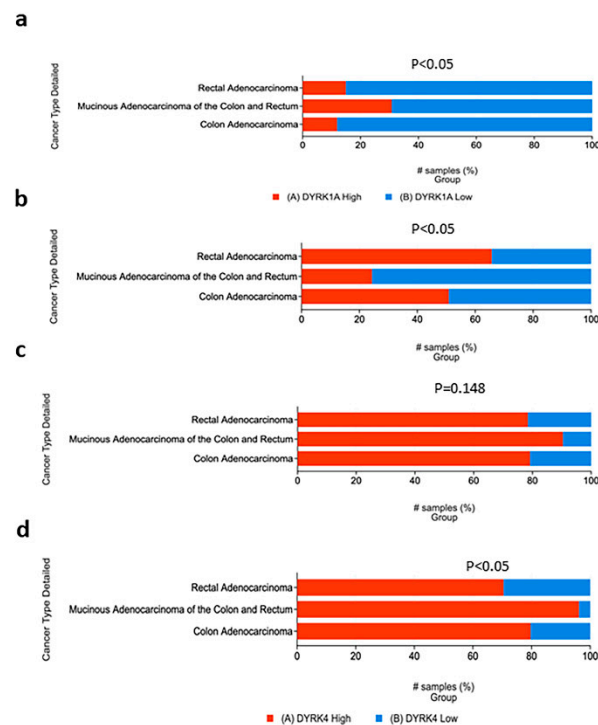 a
P<0.05
Cancer Type Detailed
Rectal Adenocarcinoma
Mucinous Adenocarcinoma of the Colon and Rectum
Colon Adenocarcinoma
0 20 40 60 80 100
# samples (%)
Group
(A) DYRK1A High (B) DYRK1A Low
b
P<0.05
Cancer Type Detailed
Rectal Adenocarcinoma
Mucinous Adenocarcinoma of the Colon and Rectum
Colon Adenocarcinoma
0 20 40 60 80 100
# samples (%)
Group
c
P=0.148
Cancer Type Detailed
Rectal Adenocarcinoma
Mucinous Adenocarcinoma of the Colon and Rectum
Colon Adenocarcinoma
0 20 40 60 80 100
# samples (%)
Group
d
P<0.05
Cancer Type Detailed
Rectal Adenocarcinoma
Mucinous Adenocarcinoma of the Colon and Rectum
Colon Adenocarcinoma
0 20 40 60 80 100
# samples (%)
Group
(A) DYRK4 High (B) DYRK4 Low